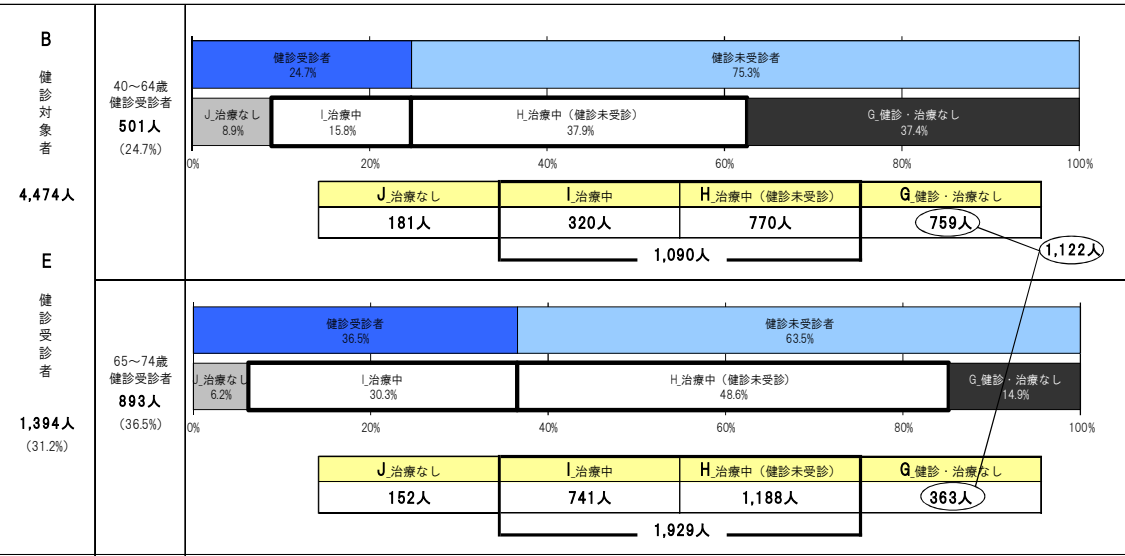 B
健
診
対
象
者
4,474人
E
健
診
受
診
者
1,394人
(31.2%)
40～64歳
健診受診者
501人
(24.7%)
健診受診者
24.7%
健診未受診者
75.3%
J_治療なし
8.9%
I_治療中
15.8%
H_治療中（健診未受診）
37.9%
G_健診・治療なし
37.4%
0% 20% 40% 60% 80% 100%
J_治療なし I_治療中 H_治療中（健診未受診） G_健診・治療なし
181人 320人 770人 759人
1,090人
1,122人
65～74歳
健診受診者
893人
(36.5%)
健診受診者
36.5%
健診未受診者
63.5%
J_治療なし
6.2%
I_治療中
30.3%
H_治療中（健診未受診）
48.6%
G_健診・治療なし
14.9%
0% 20% 40% 60% 80% 100%
J_治療なし I_治療中 H_治療中（健診未受診） G_健診・治療なし
152人 741人 1,188人 363人
1,929人